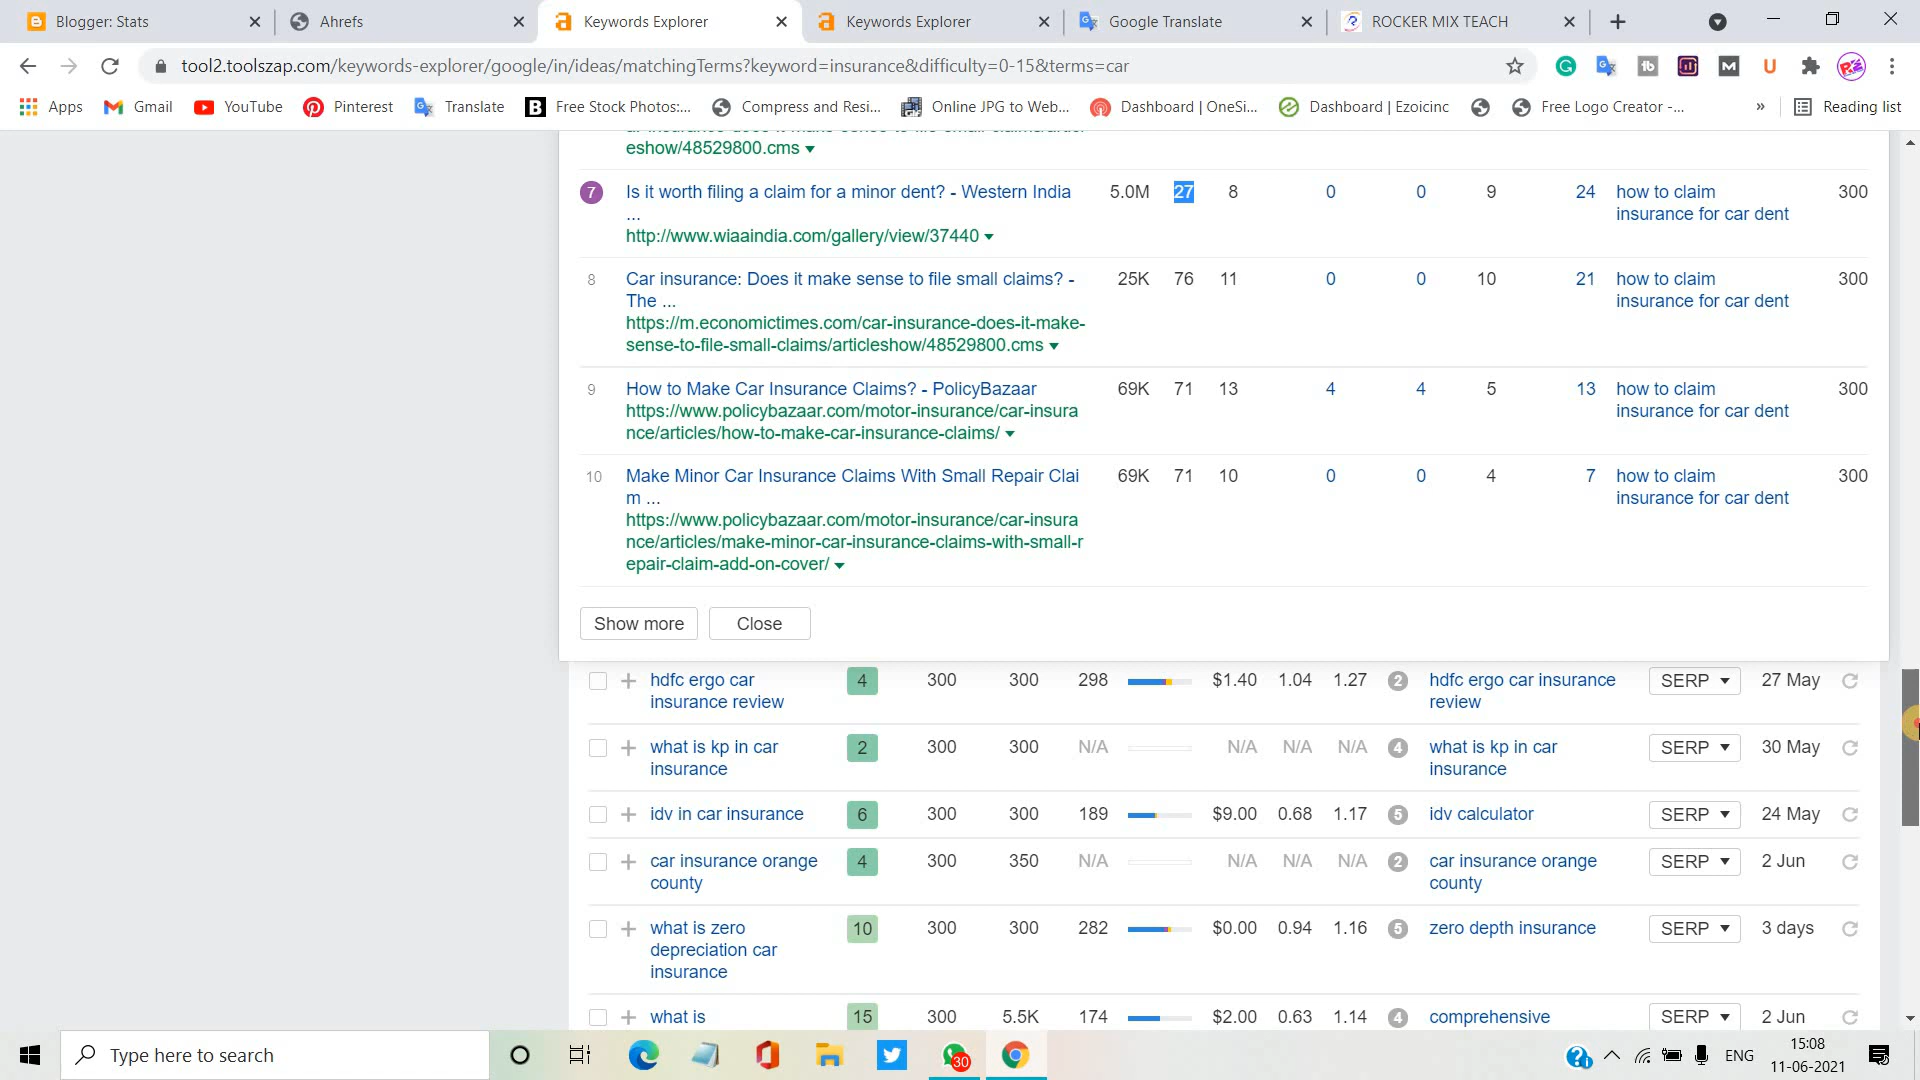 Blogger: Stats
Ahrefs
Keywords Explorer
Keywords Explorer
Google Translate
ROCKER MIX TEACH
tool2.toolszap.com/keywords-explorer/google/in/ideas/matchingTerms?keyword=insurance&difficulty=0-15&terms=car
Apps
Gmail
YouTube
Pinterest
Translate
Free Stock Photos:...
Compress and Resi...
Online JPG to Web...
Dashboard | OneSi...
Dashboard | Ezoicinc
Free Logo Creator -...
»
Reading list
eshow/48529800.cms
7 Is it worth filing a claim for a minor dent? - Western India 5.0M 27 8 0 0 9 24 how to claim 300
... insurance for car dent
http://www.wiaaindia.com/gallery/view/37440
8 Car insurance: Does it make sense to file small claims? - 25K 76 11 0 0 10 21 how to claim 300
The ... insurance for car dent
https://m.economictimes.com/car-insurance-does-it-make-
sense-to-file-small-claims/articleshow/48529800.cms
9 How to Make Car Insurance Claims? - PolicyBazaar 69K 71 13 4 4 5 13 how to claim 300
https://www.policybazaar.com/motor-insurance/car-insura insurance for car dent
nce/articles/how-to-make-car-insurance-claims/
10 Make Minor Car Insurance Claims With Small Repair Clai 69K 71 10 0 0 4 7 how to claim 300
m ... insurance for car dent
https://www.policybazaar.com/motor-insurance/car-insura
nce/articles/make-minor-car-insurance-claims-with-small-r
epair-claim-add-on-cover/
Show more Close
hdfc ergo car 4 300 300 298 $1.40 1.04 1.27 2 hdfc ergo car insurance SERP 27 May
insurance review review
what is kp in car 2 300 300 N/A N/A N/A N/A 4 what is kp in car SERP 30 May
insurance insurance
idv in car insurance 6 300 300 189 $9.00 0.68 1.17 5 idv calculator SERP 24 May
car insurance orange 4 300 350 N/A N/A N/A N/A 2 car insurance orange SERP 2 Jun
county county
what is zero 10 300 300 282 $0.00 0.94 1.16 5 zero depth insurance SERP 3 days
depreciation car
insurance
what is 15 300 5.5K 174 $2.00 0.63 1.14 4 comprehensive SERP 2 Jun
Type here to search
30
ENG
15:08
11-06-2021